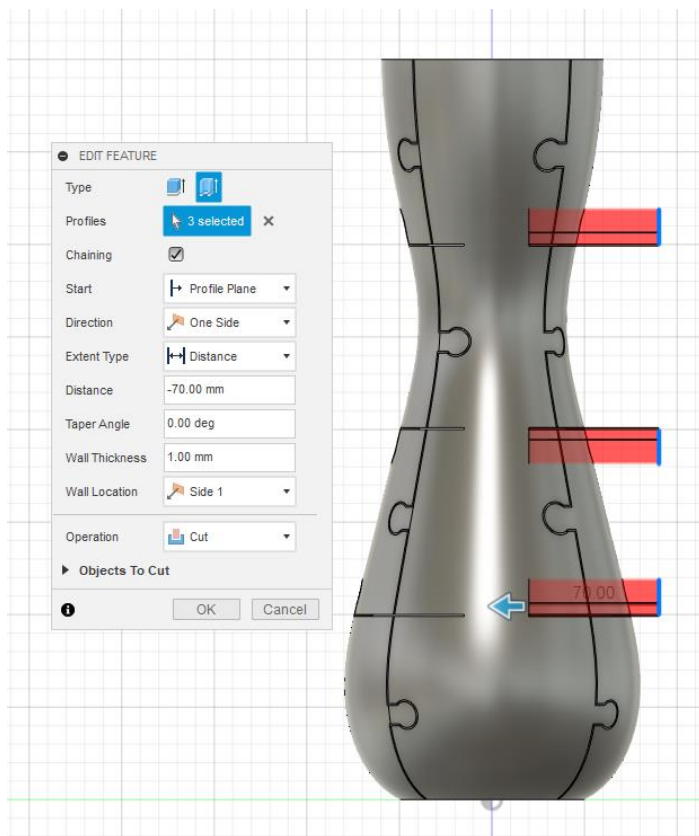 EDIT FEATURE
Type
Profiles 3 selected
Chaining
Start Profile Plane
Direction One Side
Extent Type Distance
Distance -70.00 mm
Taper Angle 0.00 deg
Wall Thickness 1.00 mm
Wall Location Side 1
Operation Cut
Objects To Cut
OK Cancel
70.00